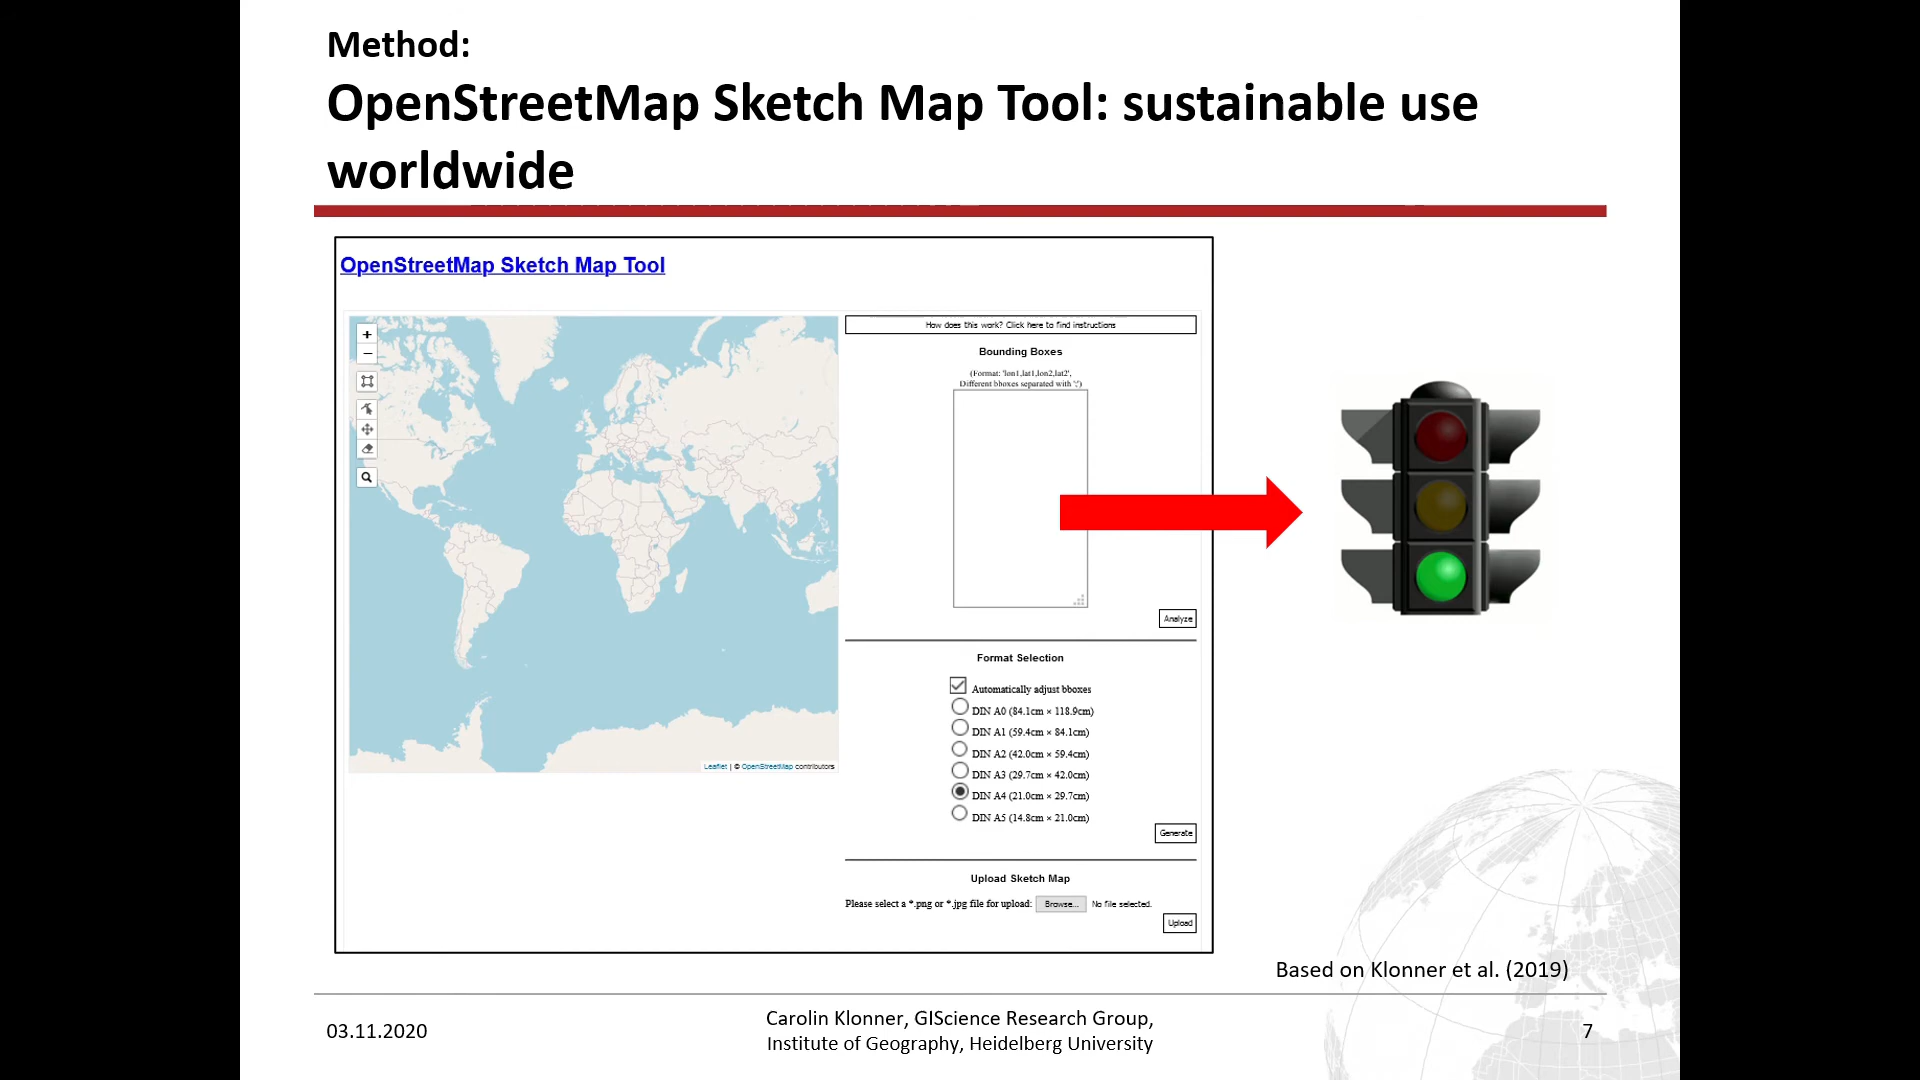 Method:
OpenStreetMap Sketch Map Tool: sustainable use
worldwide
OpenStreetMap Sketch Map Tool
+
−
Leaflet | © OpenStreetMap contributors
How does this work? Click here to find instructions
Bounding Boxes
(Format: 'lon1,lat1,lon2,lat2',
Different bboxes separated with ';')
Analyze
Format Selection
Automatically adjust bboxes
DIN A0 (84.1cm × 118.9cm)
DIN A1 (59.4cm × 84.1cm)
DIN A2 (42.0cm × 59.4cm)
DIN A3 (29.7cm × 42.0cm)
DIN A4 (21.0cm × 29.7cm)
DIN A5 (14.8cm × 21.0cm)
Generate
Upload Sketch Map
Please select a *.png or *.jpg file for upload: Browse... No file selected.
Upload
Based on Klonner et al. (2019)
03.11.2020
Carolin Klonner, GIScience Research Group,
Institute of Geography, Heidelberg University
7